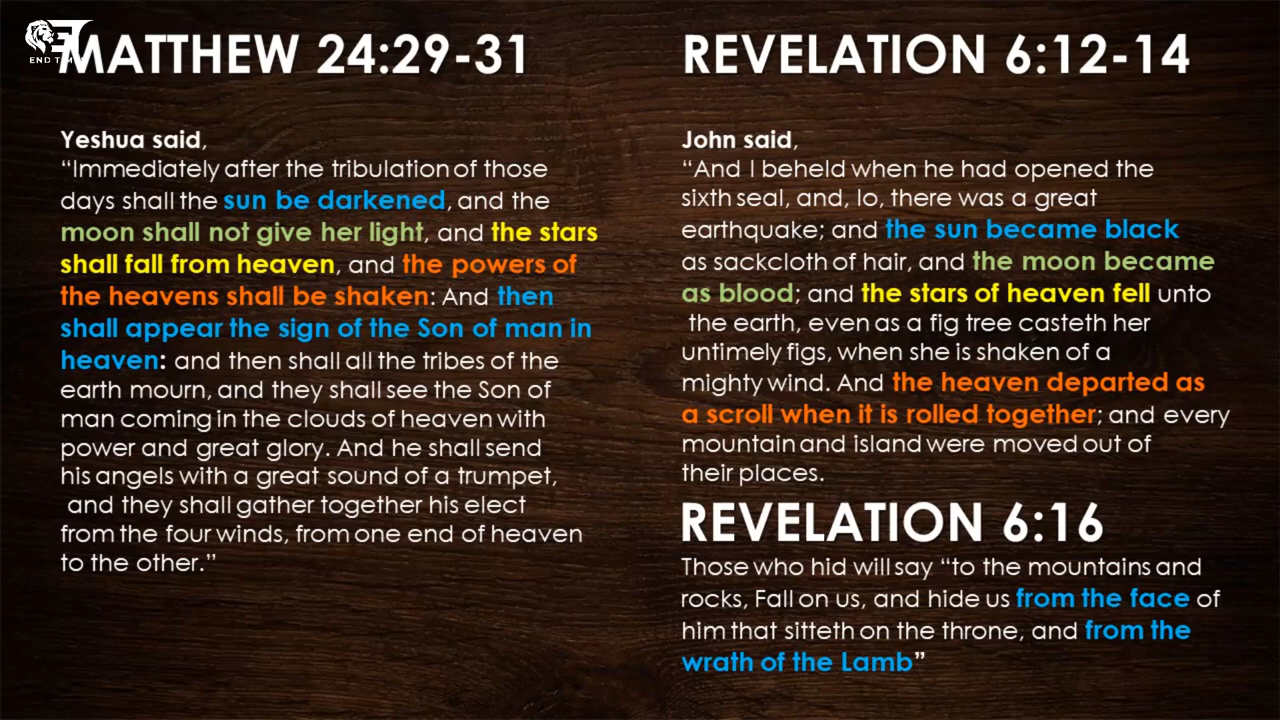 END TIM
MATTHEW 24:29-31
Yeshua said,
“Immediately after the tribulation of those
days shall the sun be darkened, and the
moon shall not give her light, and the stars
shall fall from heaven, and the powers of
the heavens shall be shaken: And then
shall appear the sign of the Son of man in
heaven: and then shall all the tribes of the
earth mourn, and they shall see the Son of
man coming in the clouds of heaven with
power and great glory. And he shall send
his angels with a great sound of a trumpet,
and they shall gather together his elect
from the four winds, from one end of heaven
to the other.”
REVELATION 6:12-14
John said,
“And I beheld when he had opened the
sixth seal, and, lo, there was a great
earthquake; and the sun became black
as sackcloth of hair, and the moon became
as blood; and the stars of heaven fell unto
the earth, even as a fig tree casteth her
untimely figs, when she is shaken of a
mighty wind. And the heaven departed as
a scroll when it is rolled together; and every
mountain and island were moved out of
their places.
REVELATION 6:16
Those who hid will say “to the mountains and
rocks, Fall on us, and hide us from the face of
him that sitteth on the throne, and from the
wrath of the Lamb”